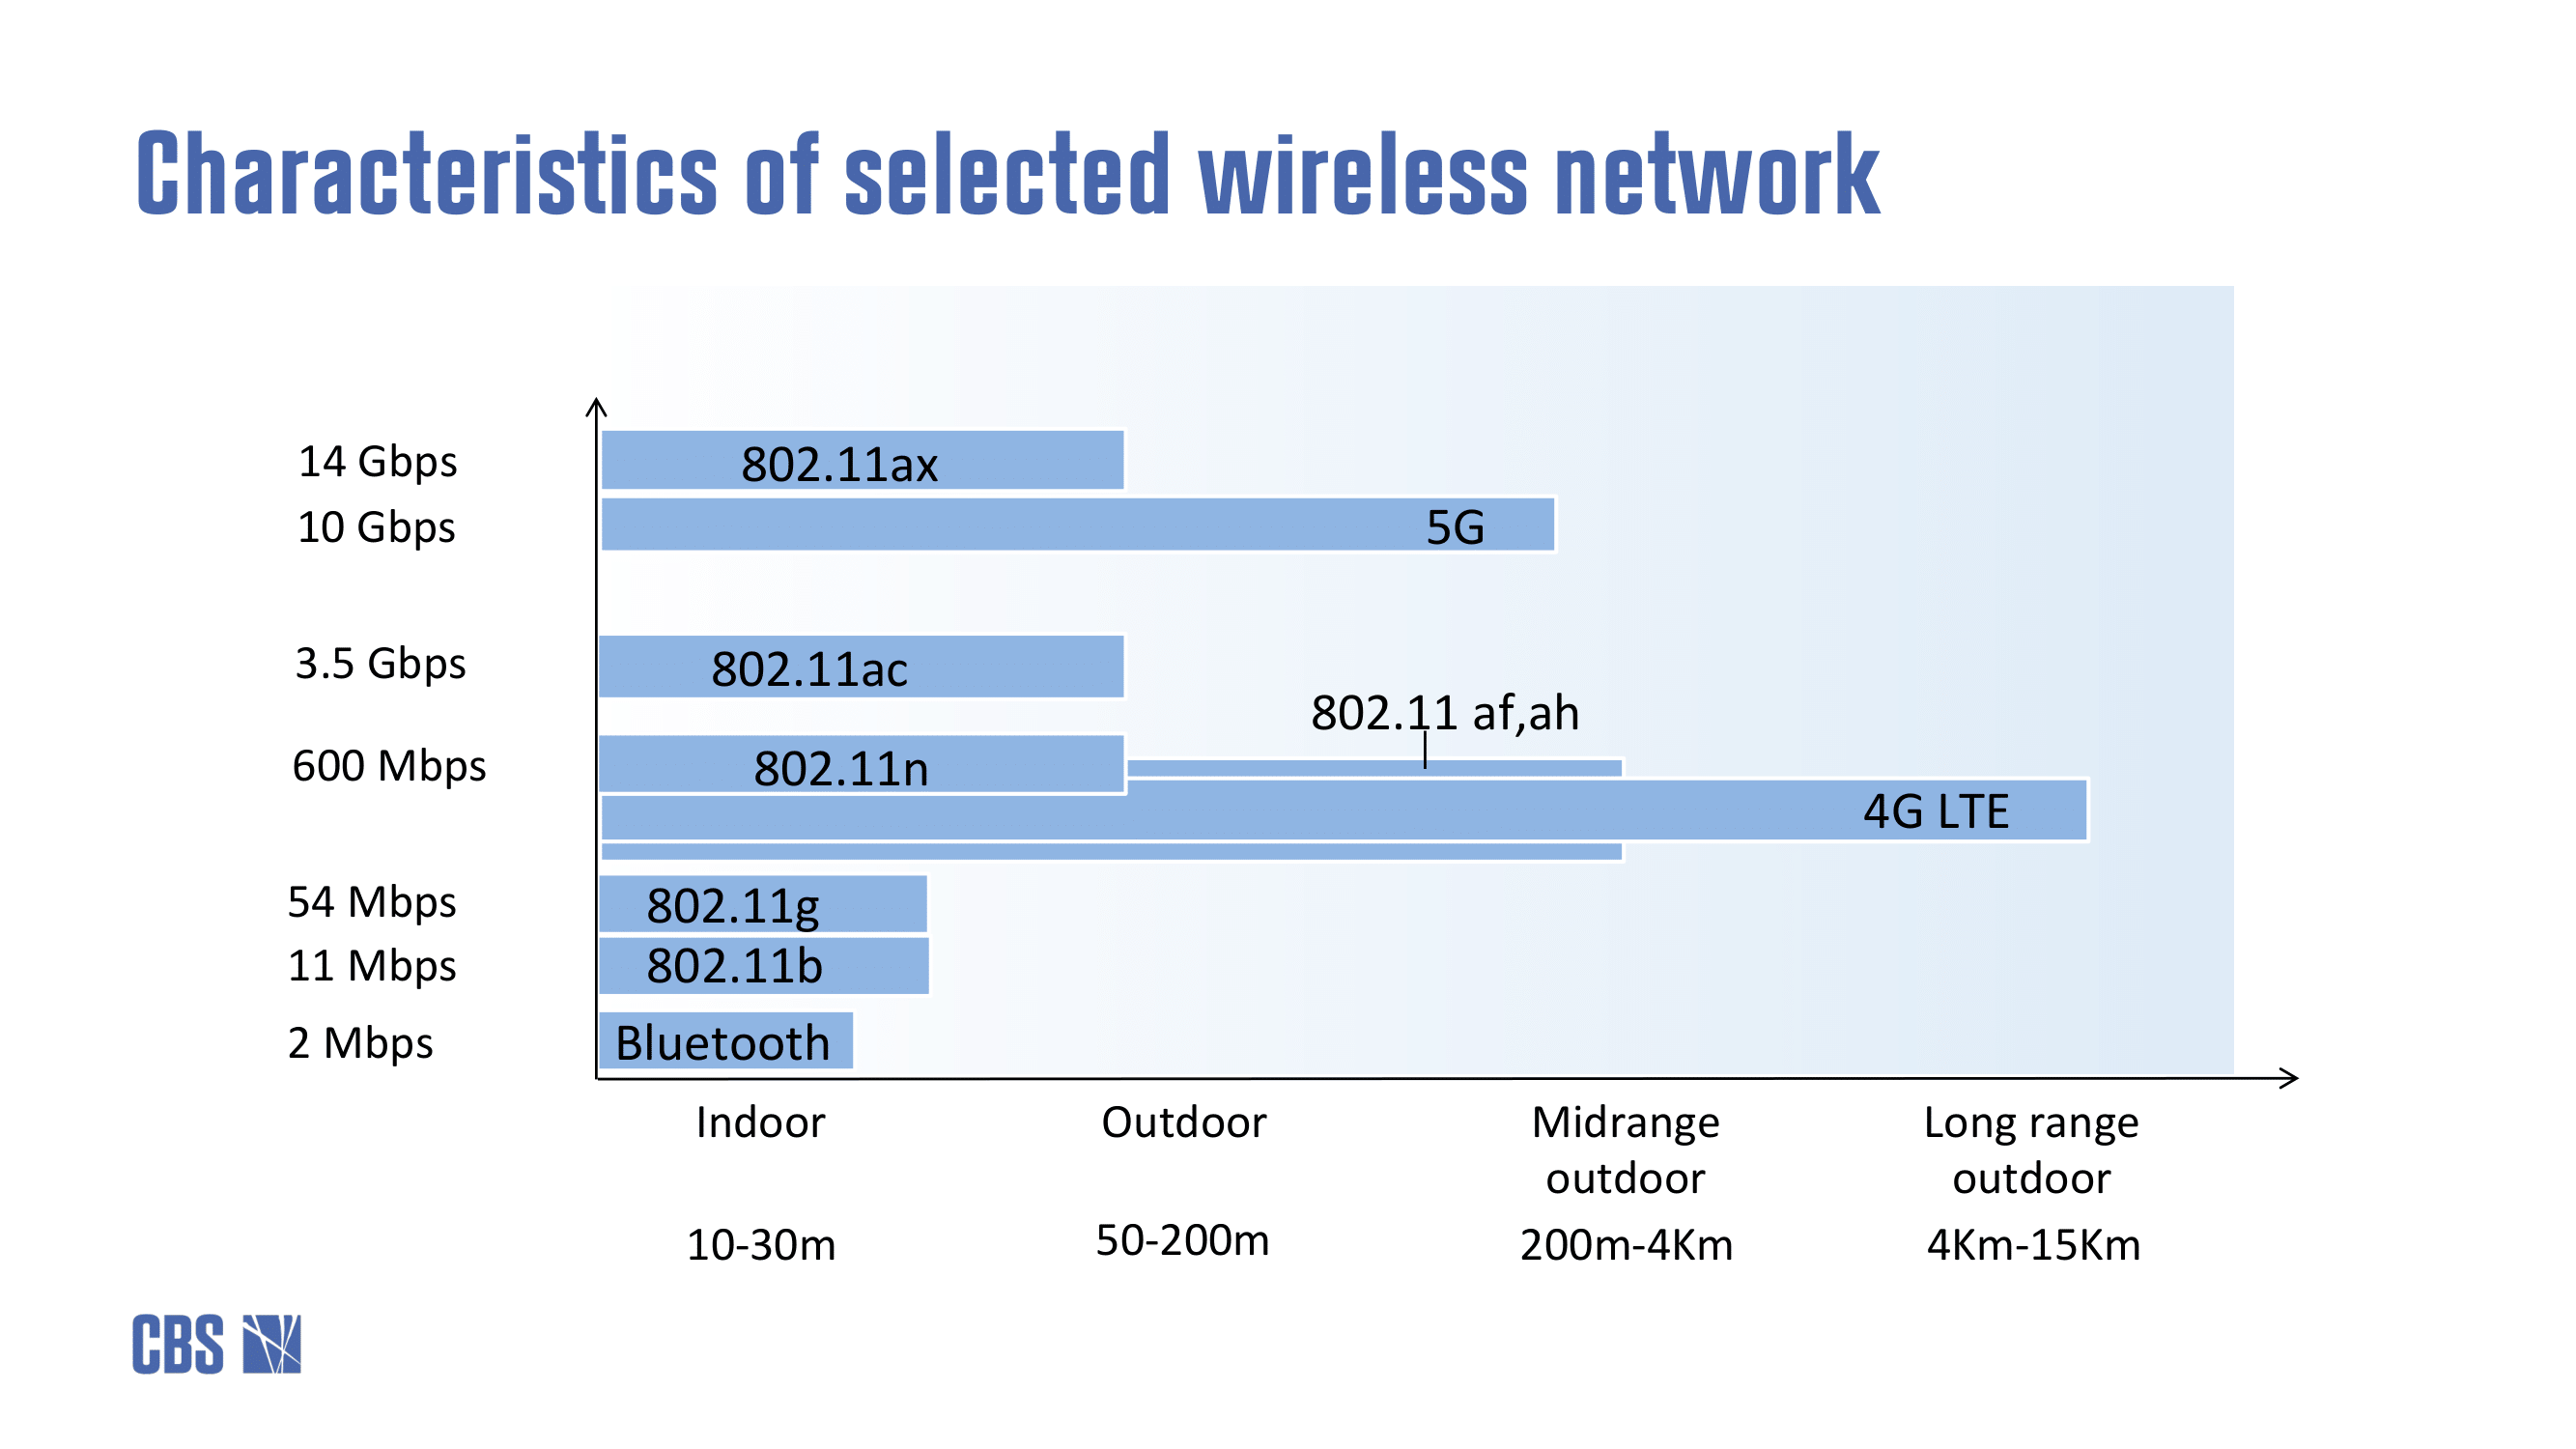 Characteristics of selected wireless network
14 Gbps
802.11ax
10 Gbps
5G
3.5 Gbps
802.11ac
802.11 af,ah
600 Mbps
802.11n
4G LTE
54 Mbps
802.11g
11 Mbps
802.11b
2 Mbps
Bluetooth
Indoor
Outdoor
Midrange
outdoor
Long range
outdoor
10-30m
50-200m
200m-4Km
4Km-15Km
CBS